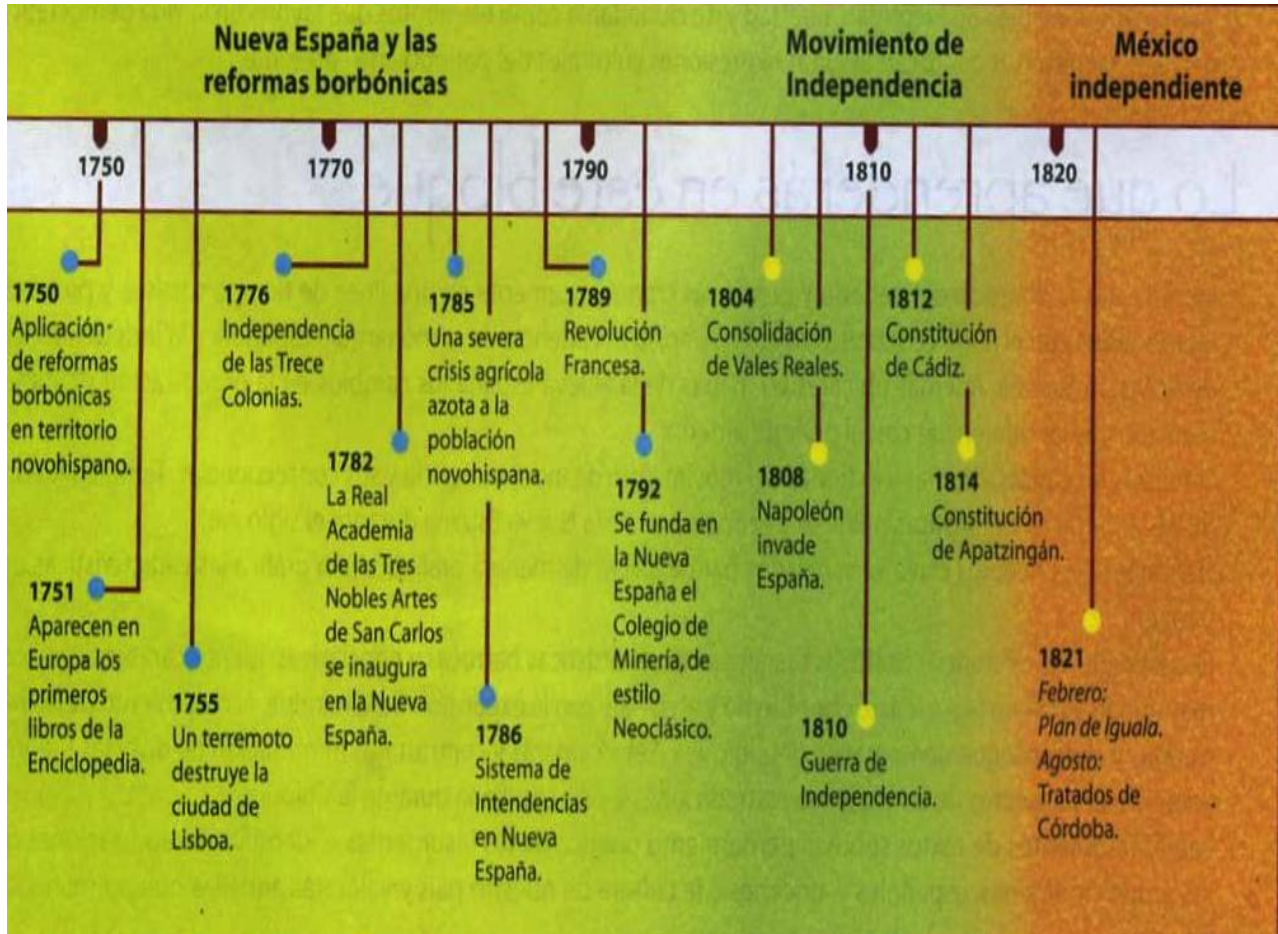 Nueva España y las
reformas borbónicas
Movimiento de
Independencia
México
independiente
1750
1770
1790
1810
1820
1750
Aplicación
de reformas
borbónicas
en territorio
novohispano.
1751
Aparecen en
Europa los
primeros
libros de la
Enciclopedia.
1755
Un terremoto
destruye la
ciudad de
Lisboa.
1776
Independencia
de las Trece
Colonias.
1782
La Real
Academia
de las Tres
Nobles Artes
de San Carlos
se inaugura
en la Nueva
España.
1785
Una severa
crisis agrícola
azota a la
población
novohispana.
1786
Sistema de
Intendencias
en Nueva
España.
1789
Revolución
Francesa.
1792
Se funda en
la Nueva
España el
Colegio de
Minería, de
estilo
Neoclásico.
1804
Consolidación
de Vales Reales.
1808
Napoleón
invade
España.
1810
Guerra de
Independencia.
1812
Constitución
de Cádiz.
1814
Constitución
de Apatzingán.
1821
Febrero:
Plan de Iguala.
Agosto:
Tratados de
Córdoba.